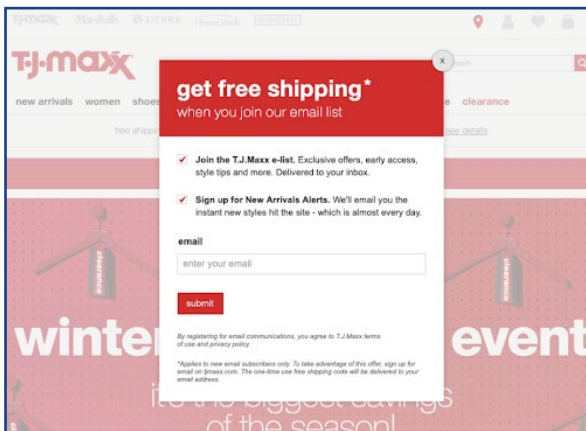 T·J·maxx Marshalls SIERRA HomeGoods HOMESENSE
T·J·maxx
new arrivals women shoes
e clearance
free shipping
see details
x
get free shipping*
when you join our email list
Join the T.J.Maxx e-list. Exclusive offers, early access,
style tips and more. Delivered to your inbox.
Sign up for New Arrivals Alerts. We'll email you the
instant new styles hit the site - which is almost every day.
email
enter your email
submit
By registering for email communications, you agree to T.J.Maxx terms
of use and privacy policy.
*Applies to new email subscribers only. To take advantage of this offer, sign up for
email on tjmaxx.com. The one-time use free shipping code will be delivered to your
email address.
clearance
clearance
winter event
it's the biggest savings
of the season!